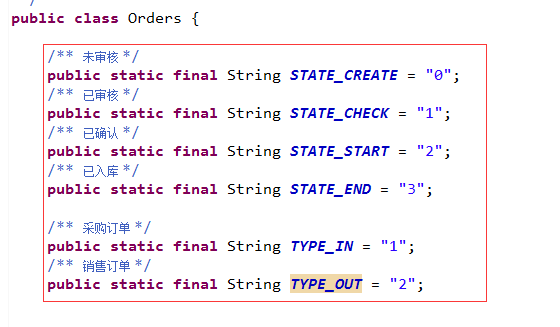 public class Orders {
/** 未审核 */
public static final String STATE_CREATE = "0";
/** 已审核 */
public static final String STATE_CHECK = "1";
/** 已确认 */
public static final String STATE_START = "2";
/** 已入库 */
public static final String STATE_END = "3";
/** 采购订单 */
public static final String TYPE_IN = "1";
/** 销售订单 */
public static final String TYPE_OUT = "2";